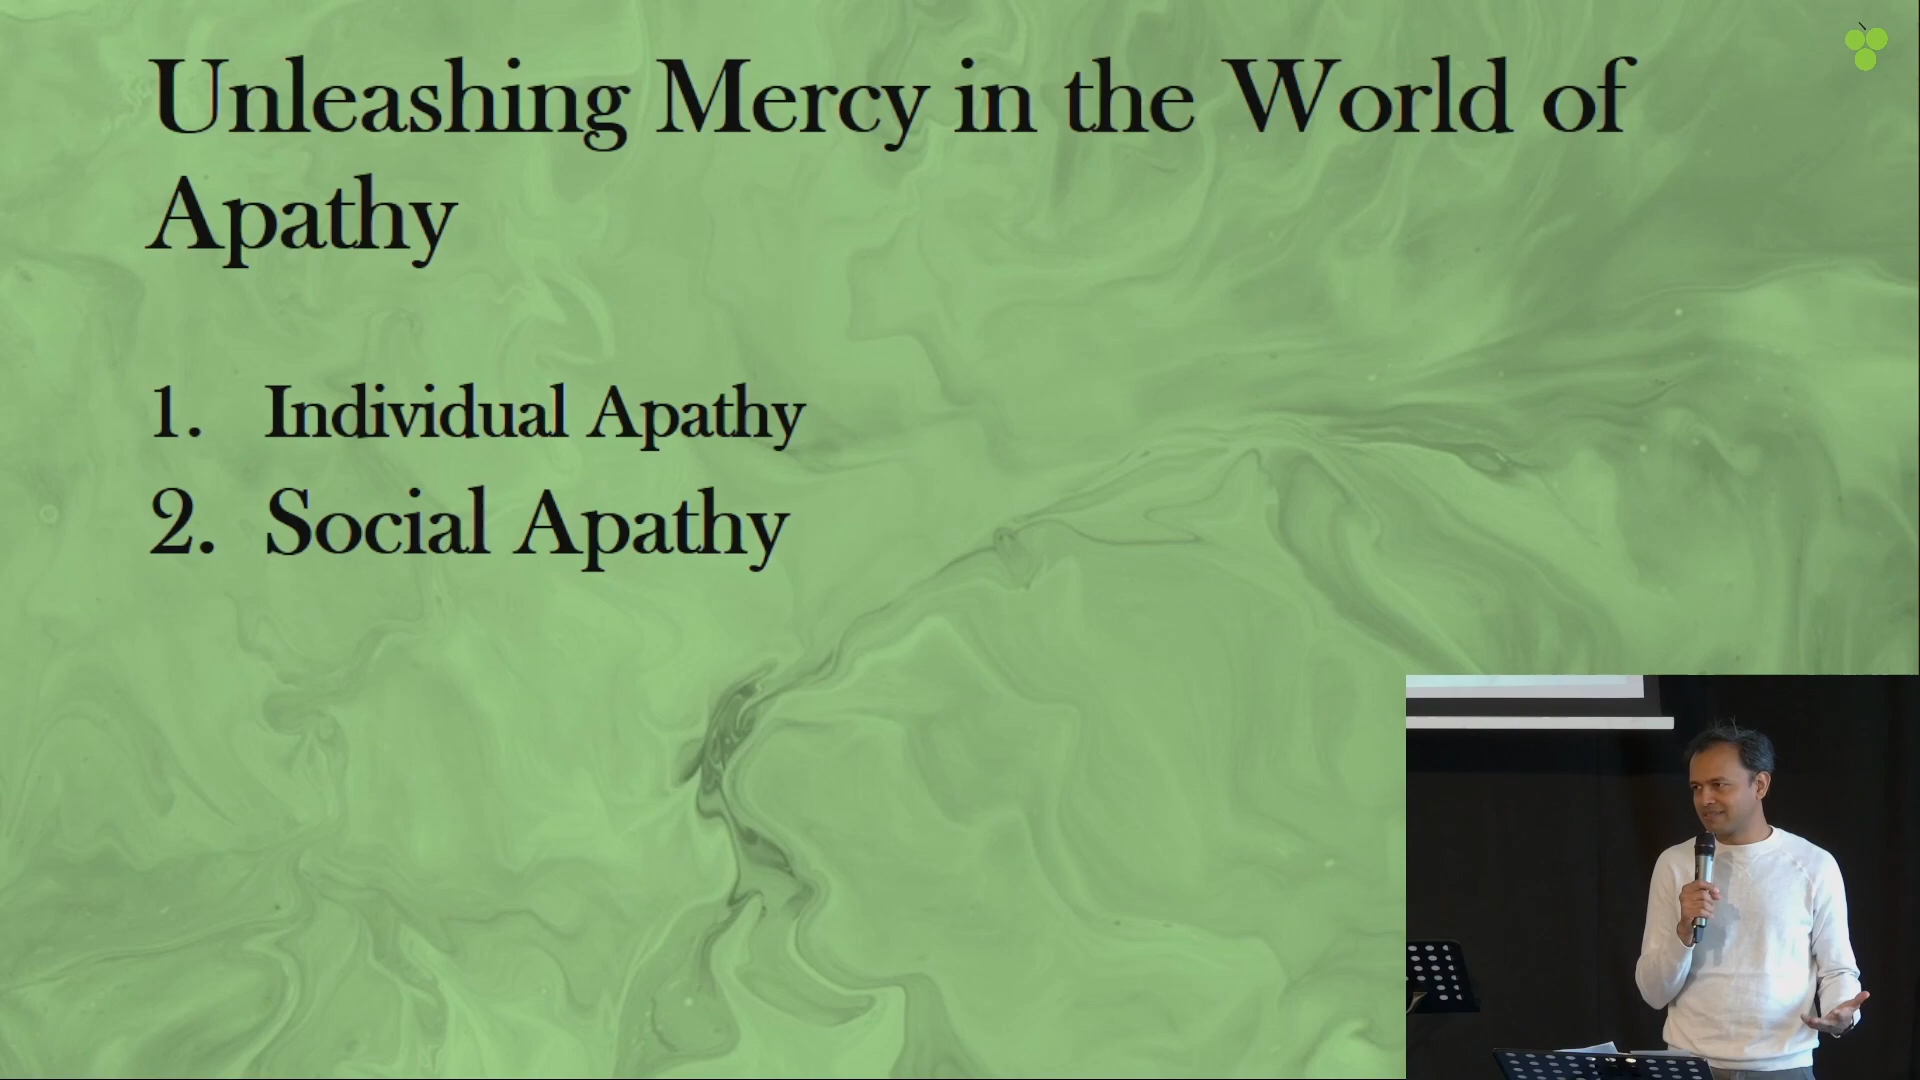 Unleashing Mercy in the World of
Apathy
1. Individual Apathy
2. Social Apathy